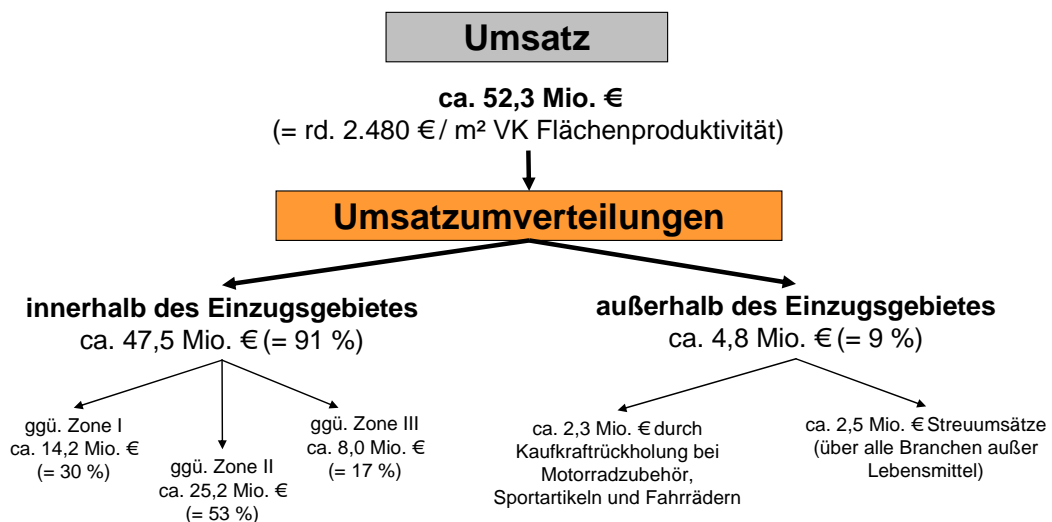 Umsatz
ca. 52,3 Mio. €
(= rd. 2.480 € / m² VK Flächenproduktivität)
Umsatzumverteilungen
innerhalb des Einzugsgebietes
ca. 47,5 Mio. € (= 91 %)
außerhalb des Einzugsgebietes
ca. 4,8 Mio. € (= 9 %)
ggü. Zone I
ca. 14,2 Mio. €
(= 30 %)
ggü. Zone II
ca. 25,2 Mio. €
(= 53 %)
ggü. Zone III
ca. 8,0 Mio. €
(= 17 %)
ca. 2,3 Mio. € durch
Kaufkraftrückholung bei
Motorradzubehör,
Sportartikeln und Fahrrädern
ca. 2,5 Mio. € Streuumsätze
(über alle Branchen außer
Lebensmittel)